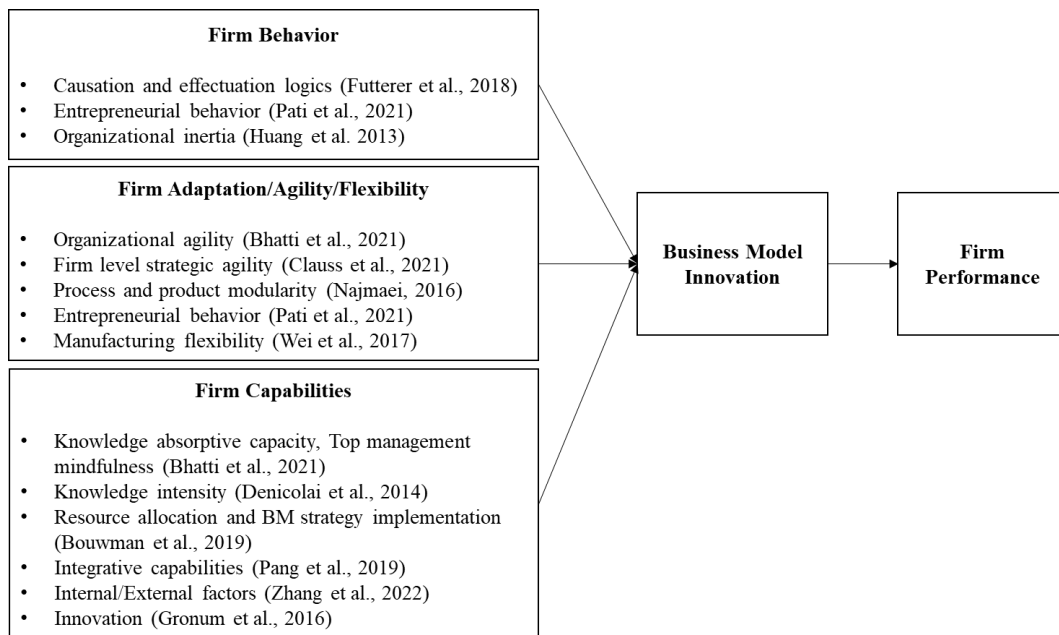 Firm Behavior
• Causation and effectuation logics (Futterer et al., 2018)
• Entrepreneurial behavior (Pati et al., 2021)
• Organizational inertia (Huang et al. 2013)
Firm Adaptation/Agility/Flexibility
• Organizational agility (Bhatti et al., 2021)
• Firm level strategic agility (Clauss et al., 2021)
• Process and product modularity (Najmaei, 2016)
• Entrepreneurial behavior (Pati et al., 2021)
• Manufacturing flexibility (Wei et al., 2017)
Firm Capabilities
• Knowledge absorptive capacity, Top management
mindfulness (Bhatti et al., 2021)
• Knowledge intensity (Denicolai et al., 2014)
• Resource allocation and BM strategy implementation
(Bouwman et al., 2019)
• Integrative capabilities (Pang et al., 2019)
• Internal/External factors (Zhang et al., 2022)
• Innovation (Gronum et al., 2016)
Business Model
Innovation
Firm
Performance